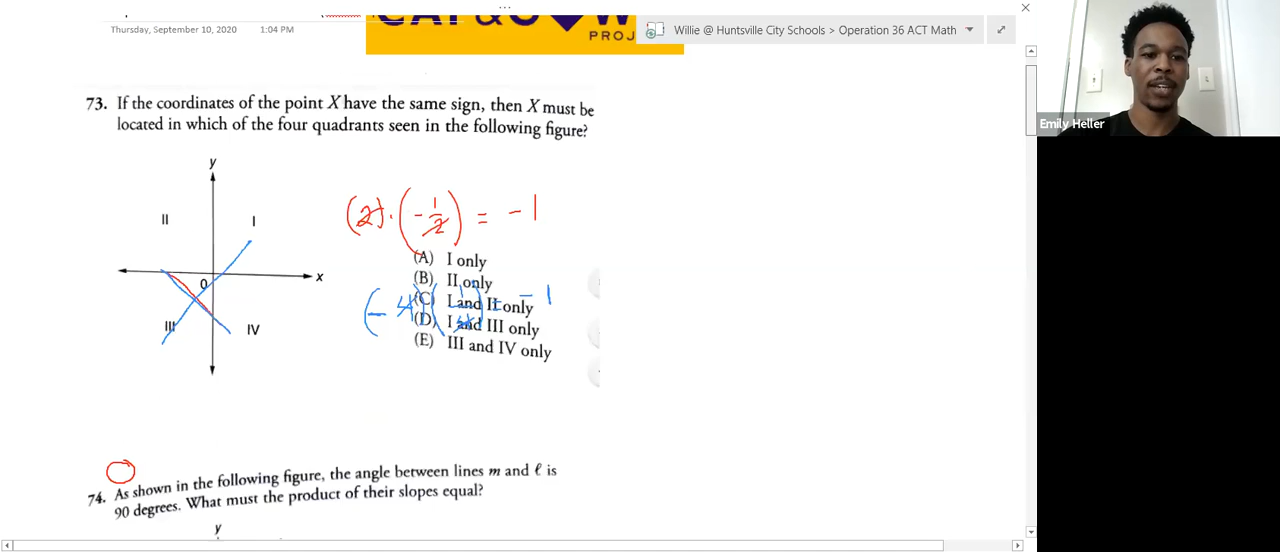 CAT & COW
PROJ
Thursday, September 10, 2020 1:04 PM
Willie @ Huntsville City Schools > Operation 36 ACT Math
Emily Heller
73. If the coordinates of the point X have the same sign, then X must be
located in which of the four quadrants seen in the following figure?
y
II
I
x
0
III
IV
(2)·(-1/2) = -1
(A) I only
(B) II only
(C) I and II only
(D) I and III only
(E) III and IV only
= -1
74. As shown in the following figure, the angle between lines m and ℓ is
90 degrees. What must the product of their slopes equal?
y